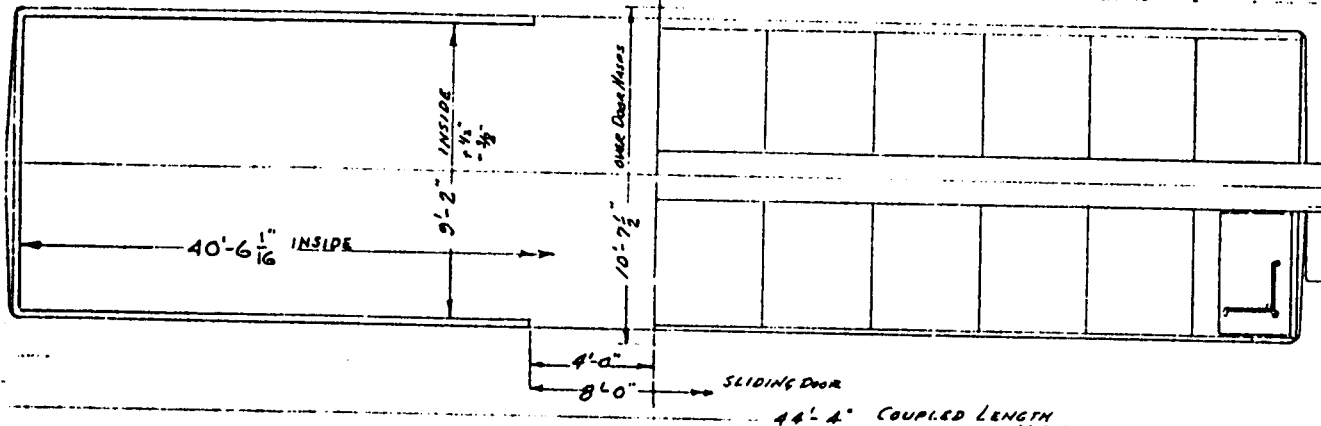 9'-2" INSIDE
10'-7 1/2" OVER DOOR HASPS
40'-6 1/16" INSIDE
4'-0"
8'-0" SLIDING DOOR
44'-4" COUPLED LENGTH